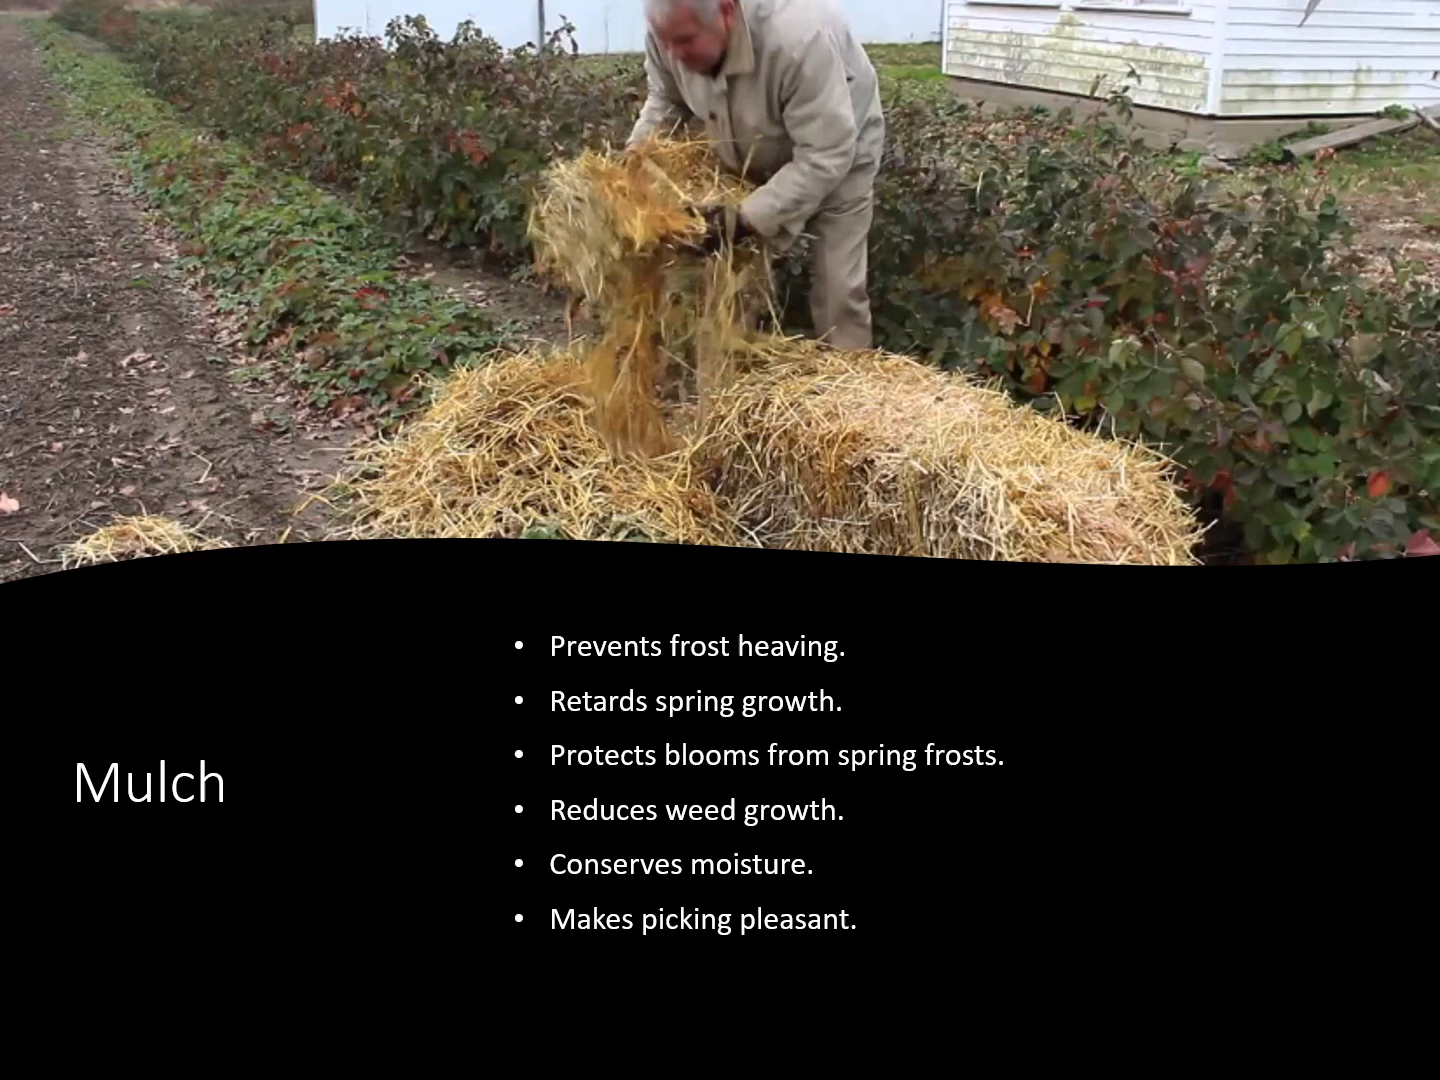 Mulch
• Prevents frost heaving.
• Retards spring growth.
• Protects blooms from spring frosts.
• Reduces weed growth.
• Conserves moisture.
• Makes picking pleasant.